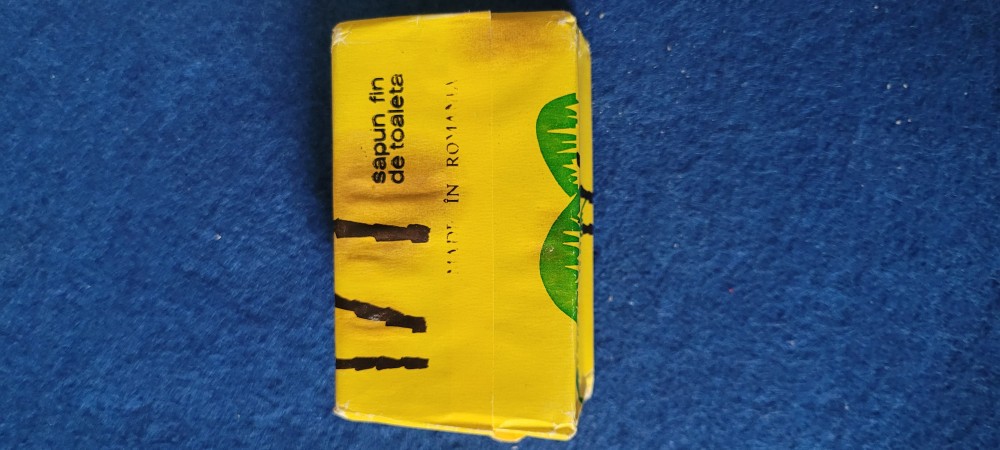 sapun fin
de toaleta
MADE ÎN ROMANIA